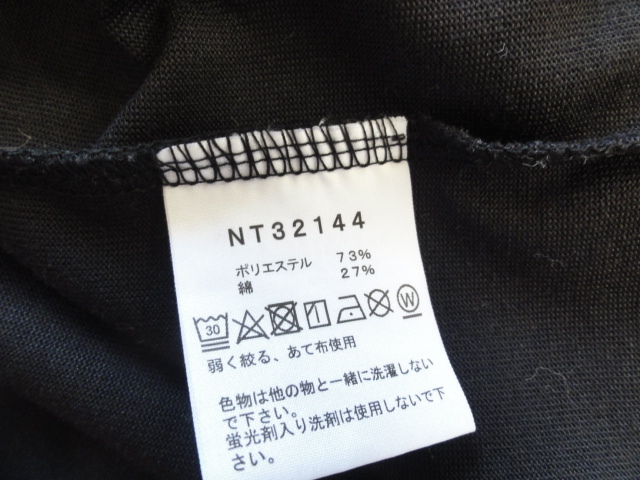 NT32144
ポリエステル 73%
綿 27%
30 W
弱く絞る、あて布使用
色物は他の物と一緒に洗濯しない
で下さい。
蛍光剤入り洗剤は使用しないで下
さい。